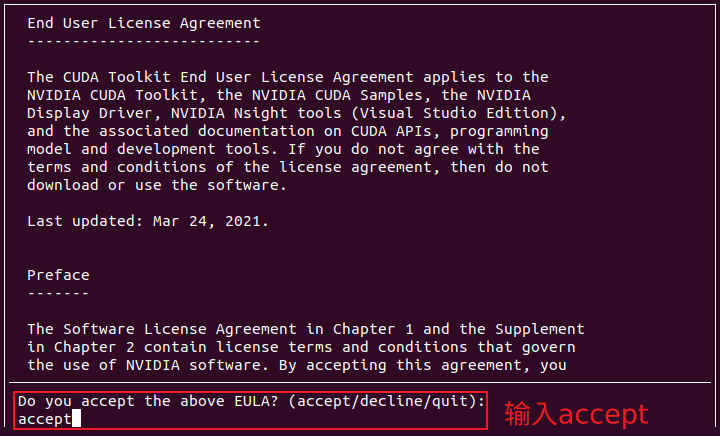 End User License Agreement
--------------------------
The CUDA Toolkit End User License Agreement applies to the
NVIDIA CUDA Toolkit, the NVIDIA CUDA Samples, the NVIDIA
Display Driver, NVIDIA Nsight tools (Visual Studio Edition),
and the associated documentation on CUDA APIs, programming
model and development tools. If you do not agree with the
terms and conditions of the license agreement, then do not
download or use the software.
Last updated: Mar 24, 2021.
Preface
-------
The Software License Agreement in Chapter 1 and the Supplement
in Chapter 2 contain license terms and conditions that govern
the use of NVIDIA software. By accepting this agreement, you
Do you accept the above EULA? (accept/decline/quit):
accept
输入accept